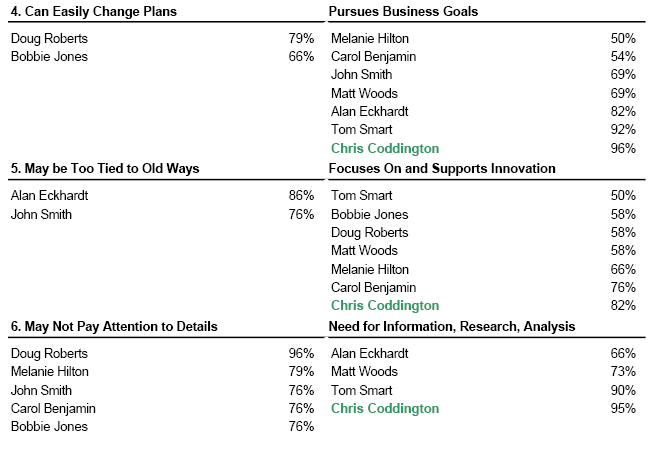 4. Can Easily Change Plans
Doug Roberts 79%
Bobbie Jones 66%
Pursues Business Goals
Melanie Hilton 50%
Carol Benjamin 54%
John Smith 69%
Matt Woods 69%
Alan Eckhardt 82%
Tom Smart 92%
Chris Coddington 96%
5. May be Too Tied to Old Ways
Alan Eckhardt 86%
John Smith 76%
Focuses On and Supports Innovation
Tom Smart 50%
Bobbie Jones 58%
Doug Roberts 58%
Matt Woods 58%
Melanie Hilton 66%
Carol Benjamin 76%
Chris Coddington 82%
6. May Not Pay Attention to Details
Doug Roberts 96%
Melanie Hilton 79%
John Smith 76%
Carol Benjamin 76%
Bobbie Jones 76%
Need for Information, Research, Analysis
Alan Eckhardt 66%
Matt Woods 73%
Tom Smart 90%
Chris Coddington 95%